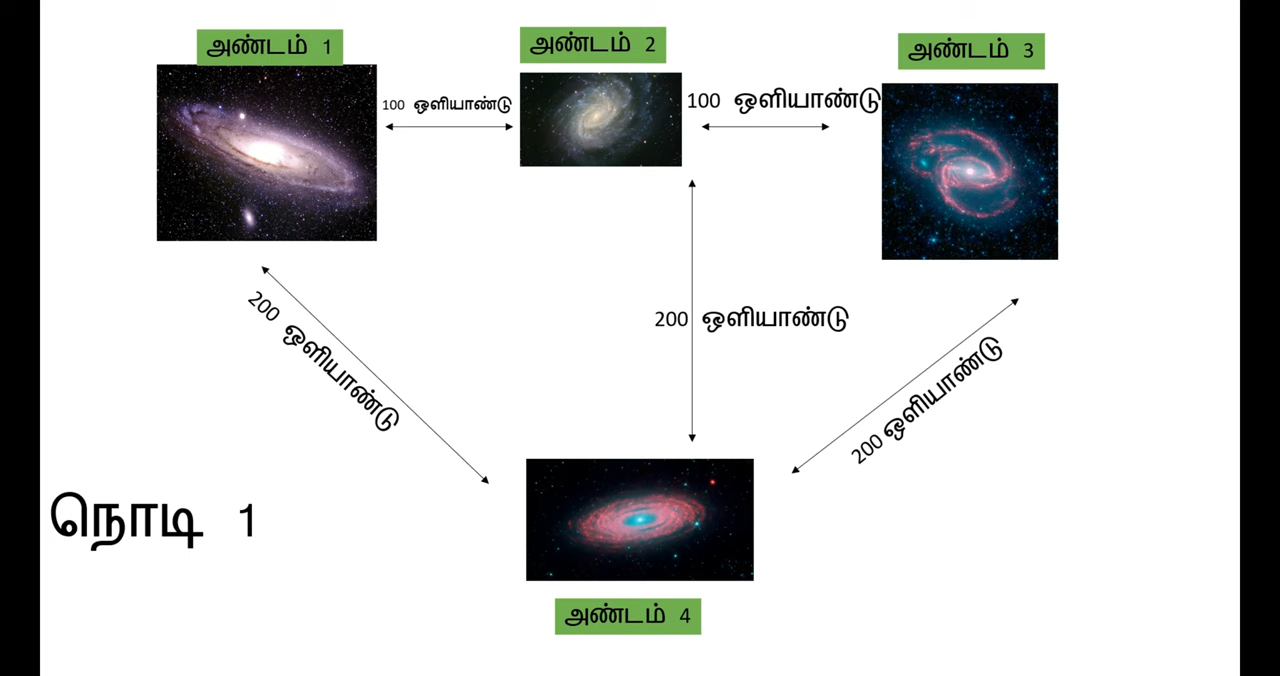 அண்டம் 1
அண்டம் 2
அண்டம் 3
100 ஒளியாண்டு
100 ஒளியாண்டு
200 ஒளியாண்டு
200 ஒளியாண்டு
200 ஒளியாண்டு
நொடி 1
அண்டம் 4